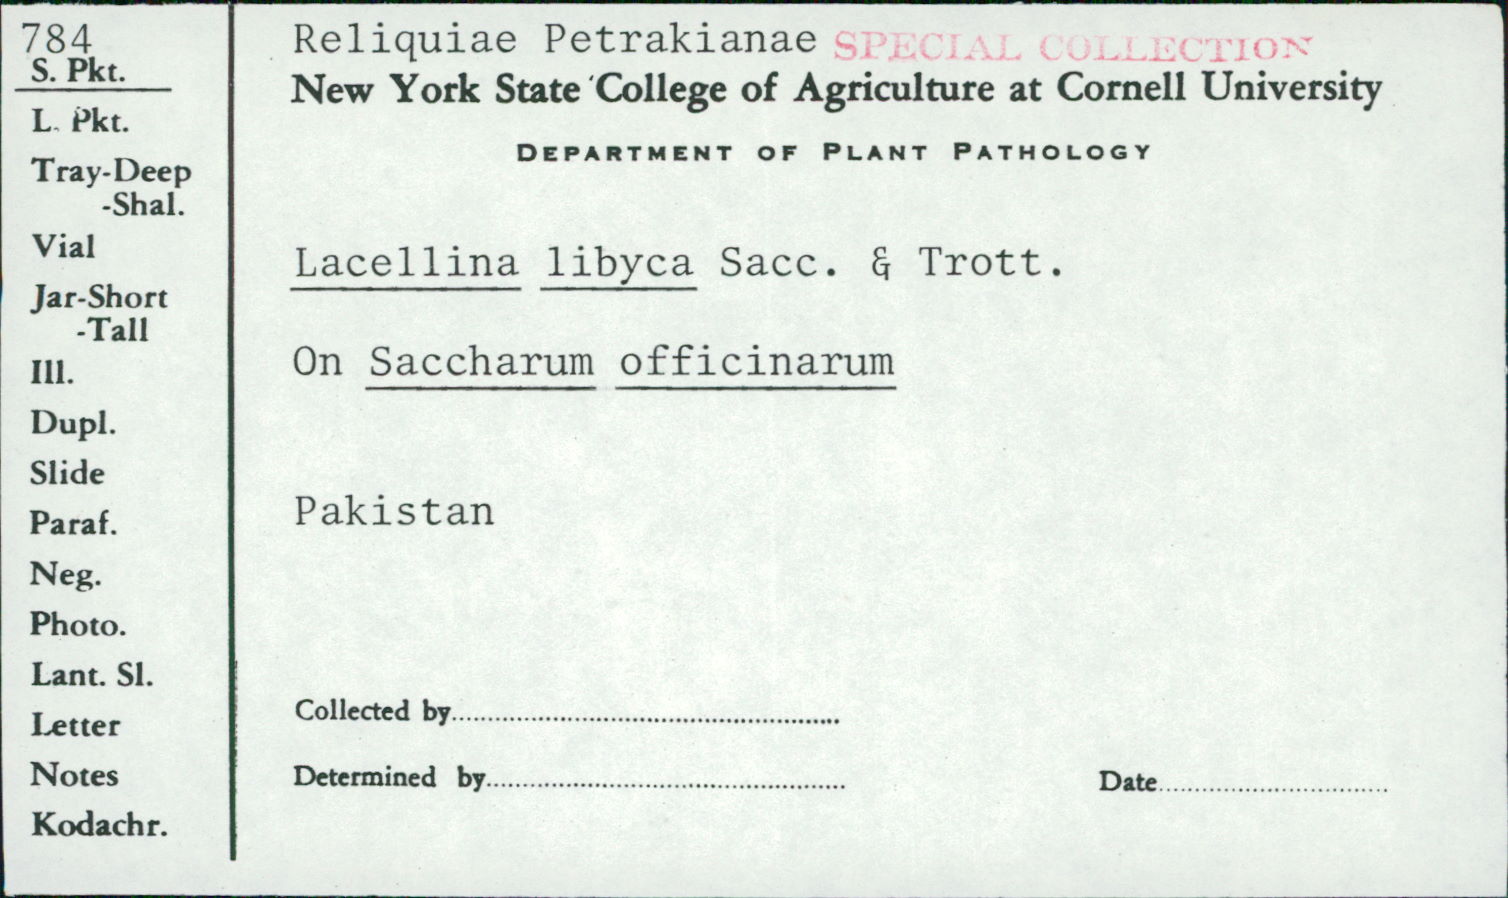 784
S. Pkt.
L. Pkt.
Tray-Deep
-Shal.
Vial
Jar-Short
-Tall
Ill.
Dupl.
Slide
Paraf.
Neg.
Photo.
Lant. Sl.
Letter
Notes
Kodachr.
Reliquiae Petrakianae SPECIAL COLLECTION
New York State College of Agriculture at Cornell University
DEPARTMENT OF PLANT PATHOLOGY
Lacellina libyca Sacc. & Trott.
On Saccharum officinarum
Pakistan
Collected by
Determined by
Date